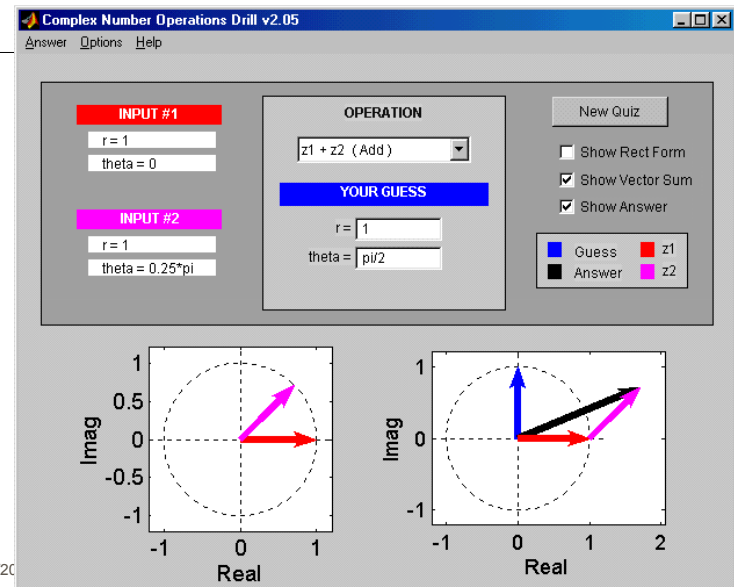 Complex Number Operations Drill v2.05
Answer Options Help
INPUT #1
r = 1
theta = 0
INPUT #2
r = 1
theta = 0.25*pi
OPERATION
z1 + z2 ( Add )
YOUR GUESS
r = 1
theta = pi/2
New Quiz
Show Rect Form
Show Vector Sum
Show Answer
Guess z1
Answer z2
1
0.5
0
-0.5
-1
Imag
-1 0 1
Real
1
0
-1
Imag
-1 0 1 2
Real
20